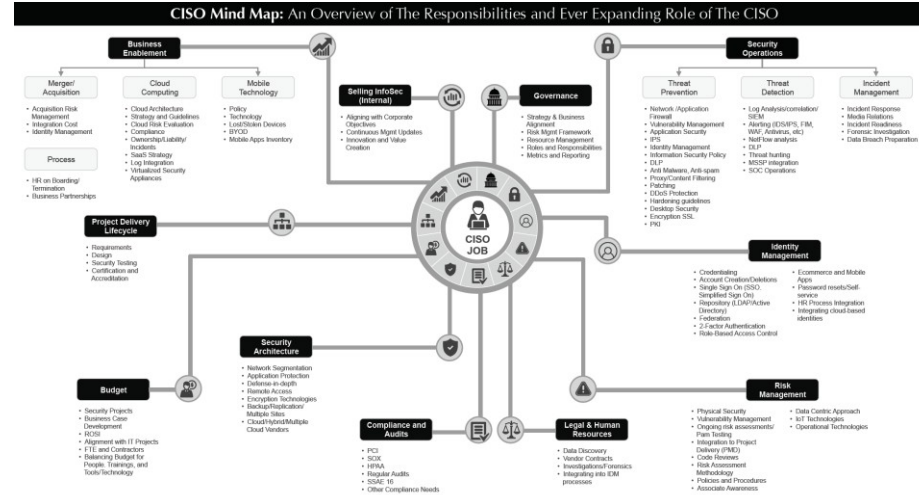 CISO Mind Map: An Overview of The Responsibilities and Ever Expanding Role of The CISO
Business
Enablement
Merger/
Acquisition
• Acquisition Risk
Management
• Integration Cost
• Identity Management
Process
• HR on Boarding/
Termination
• Business Partnerships
Cloud
Computing
• Cloud Architecture
• Strategy and Guidelines
• Cloud Risk Evaluation
• Compliance
• Ownership/Liability/
Incidents
• SaaS Strategy
• Log Integration
• Virtualized Security
Appliances
Mobile
Technology
• Policy
• Technology
• Lost/Stolen Devices
• BYOD
• Mobile Apps Inventory
Selling InfoSec
(Internal)
• Aligning with Corporate
Objectives
• Continuous Mgmt Updates
• Innovation and Value
Creation
Governance
• Strategy & Business
Alignment
• Risk Mgmt Framework
• Resource Management
• Roles and Responsibilities
• Metrics and Reporting
Security
Operations
Threat
Prevention
• Network /Application
Firewall
• Vulnerability Management
• Application Security
• IPS
• Identity Management
• Information Security Policy
• DLP
• Anti Malware, Anti-spam
• Proxy/Content Filtering
• Patching
• DDoS Protection
• Hardening guidelines
• Desktop Security
• Encryption SSL
• PKI
Threat
Detection
• Log Analysis/correlation/
SIEM
• Alerting (IDS/IPS, FIM,
WAF, Antivirus, etc)
• NetFlow analysis
• DLP
• Threat hunting
• MSSP integration
• SOC Operations
Incident
Management
• Incident Response
• Media Relations
• Incident Readiness
• Forensic Investigation
• Data Breach Preparation
CISO
JOB
Project Delivery
Lifecycle
• Requirements
• Design
• Security Testing
• Certification and
Accreditation
Identity
Management
• Credentialing
• Account Creation/Deletions
• Single Sign On (SSO,
Simplified Sign On)
• Repository (LDAP/Active
Directory)
• Federation
• 2-Factor Authentication
• Role-Based Access Control
• Ecommerce and Mobile
Apps
• Password resets/Self-
service
• HR Process Integration
• Integrating cloud-based
identities
Budget
• Security Projects
• Business Case
Development
• ROSI
• Alignment with IT Projects
• FTE and Contractors
• Balancing Budget for
People, Trainings, and
Tools/Technology
Security
Architecture
• Network Segmentation
• Application Protection
• Defense-in-depth
• Remote Access
• Encryption Technologies
• Backup/Replication/
Multiple Sites
• Cloud/Hybrid/Multiple
Cloud Vendors
Compliance and
Audits
• PCI
• SOX
• HPAA
• Regular Audits
• SSAE 16
• Other Compliance Needs
Legal & Human
Resources
• Data Discovery
• Vendor Contracts
• Investigations/Forensics
• Integrating into IDM
processes
Risk
Management
• Physical Security
• Vulnerability Management
• Ongoing risk assessments/
Pam Testing
• Integration to Project
Delivery (PMD)
• Code Reviews
• Risk Assessment
Methodology
• Policies and Procedures
• Associate Awareness
• Data Centric Approach
• IoT Technologies
• Operational Technologies